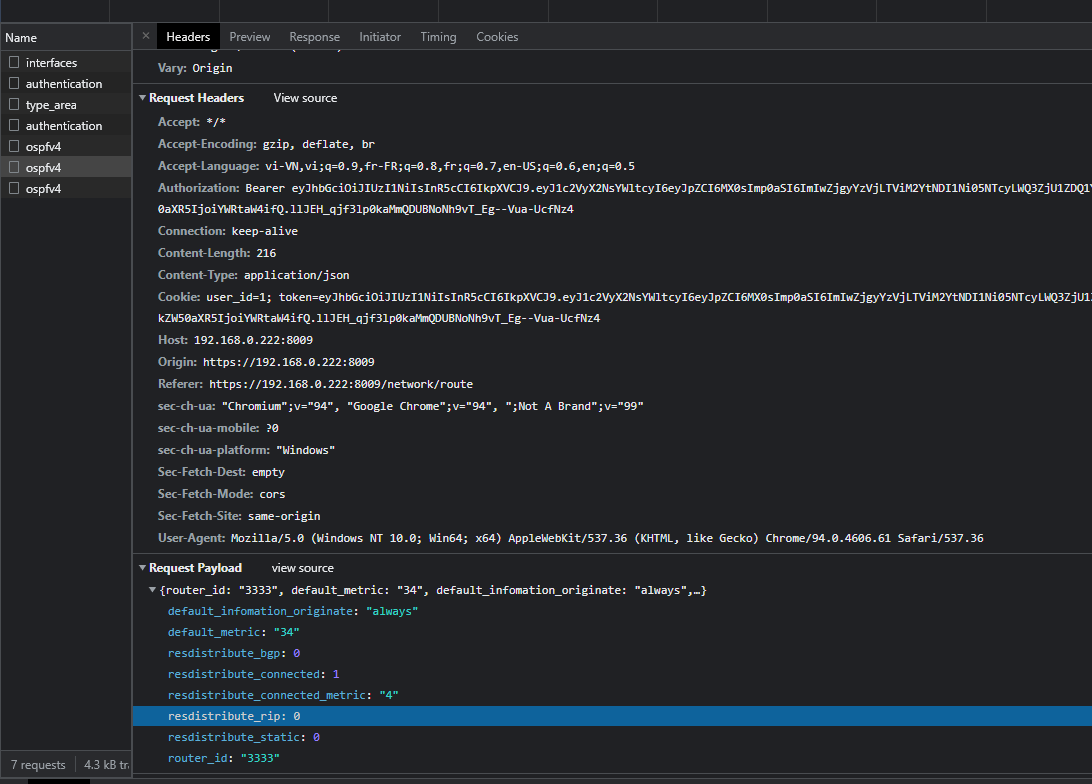 Name
interfaces
authentication
type_area
authentication
ospfv4
ospfv4
ospfv4
7 requests
4.3 kB
× Headers Preview Response Initiator Timing Cookies
Vary: Origin
Request Headers View source
Accept: */*
Accept-Encoding: gzip, deflate, br
Accept-Language: vi-VN,vi;q=0.9,fr-FR;q=0.8,fr;q=0.7,en-US;q=0.6,en;q=0.5
Authorization: Bearer eyJhbGciOiJIUzI1NiIsInR5cCI6IkpXVCJ9.eyJ1c2VyX2NsYWltcyI6eyJpZCI6MX0sImp0aSI6ImIwZjgyYzVjLTViM2YtNDI1Ni05NTcyLWQ3ZjU1ZDQ1Y
0aXR5IjoiYWRtaW4ifQ.llJEH_qjf3lp0kaMmQDUBNoNh9vT_Eg--Vua-UcfNz4
Connection: keep-alive
Content-Length: 216
Content-Type: application/json
Cookie: user_id=1; token=eyJhbGciOiJIUzI1NiIsInR5cCI6IkpXVCJ9.eyJ1c2VyX2NsYWltcyI6eyJpZCI6MX0sImp0aSI6ImIwZjgyYzVjLTViM2YtNDI1Ni05NTcyLWQ3ZjU1Z
kZW50aXR5IjoiYWRtaW4ifQ.llJEH_qjf3lp0kaMmQDUBNoNh9vT_Eg--Vua-UcfNz4
Host: 192.168.0.222:8009
Origin: https://192.168.0.222:8009
Referer: https://192.168.0.222:8009/network/route
sec-ch-ua: "Chromium";v="94", "Google Chrome";v="94", ";Not A Brand";v="99"
sec-ch-ua-mobile: ?0
sec-ch-ua-platform: "Windows"
Sec-Fetch-Dest: empty
Sec-Fetch-Mode: cors
Sec-Fetch-Site: same-origin
User-Agent: Mozilla/5.0 (Windows NT 10.0; Win64; x64) AppleWebKit/537.36 (KHTML, like Gecko) Chrome/94.0.4606.61 Safari/537.36
Request Payload view source
{router_id: "3333", default_metric: "34", default_infomation_originate: "always",…}
default_infomation_originate: "always"
default_metric: "34"
resdistribute_bgp: 0
resdistribute_connected: 1
resdistribute_connected_metric: "4"
resdistribute_rip: 0
resdistribute_static: 0
router_id: "3333"